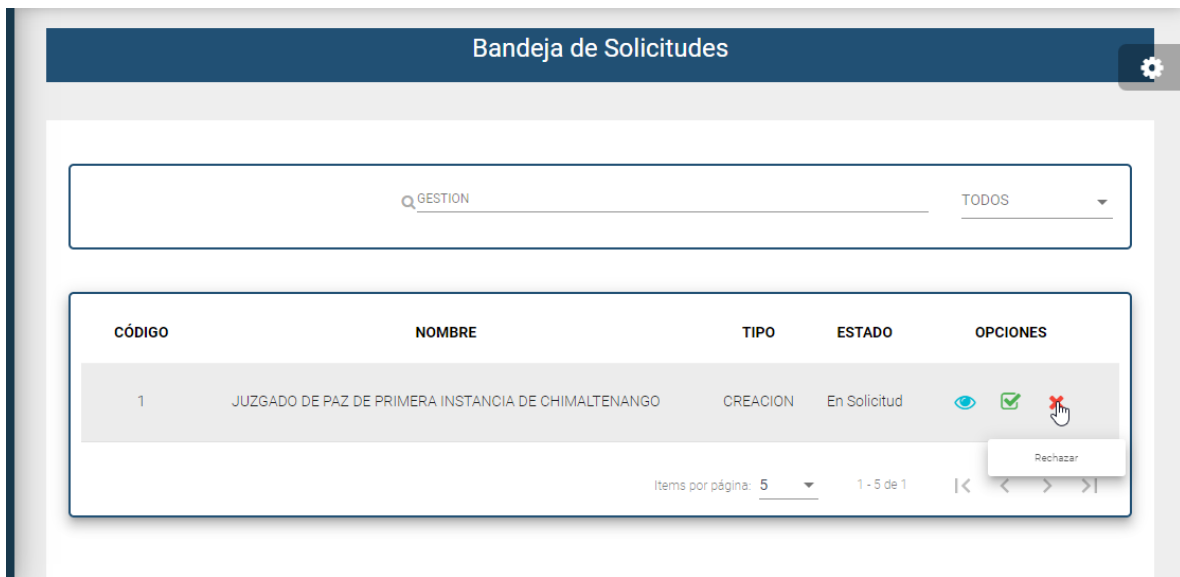 Bandeja de Solicitudes
GESTION
TODOS
CÓDIGO NOMBRE TIPO ESTADO OPCIONES
1 JUZGADO DE PAZ DE PRIMERA INSTANCIA DE CHIMALTENANGO CREACION En Solicitud
Rechazar
Items por página: 5 1 - 5 de 1